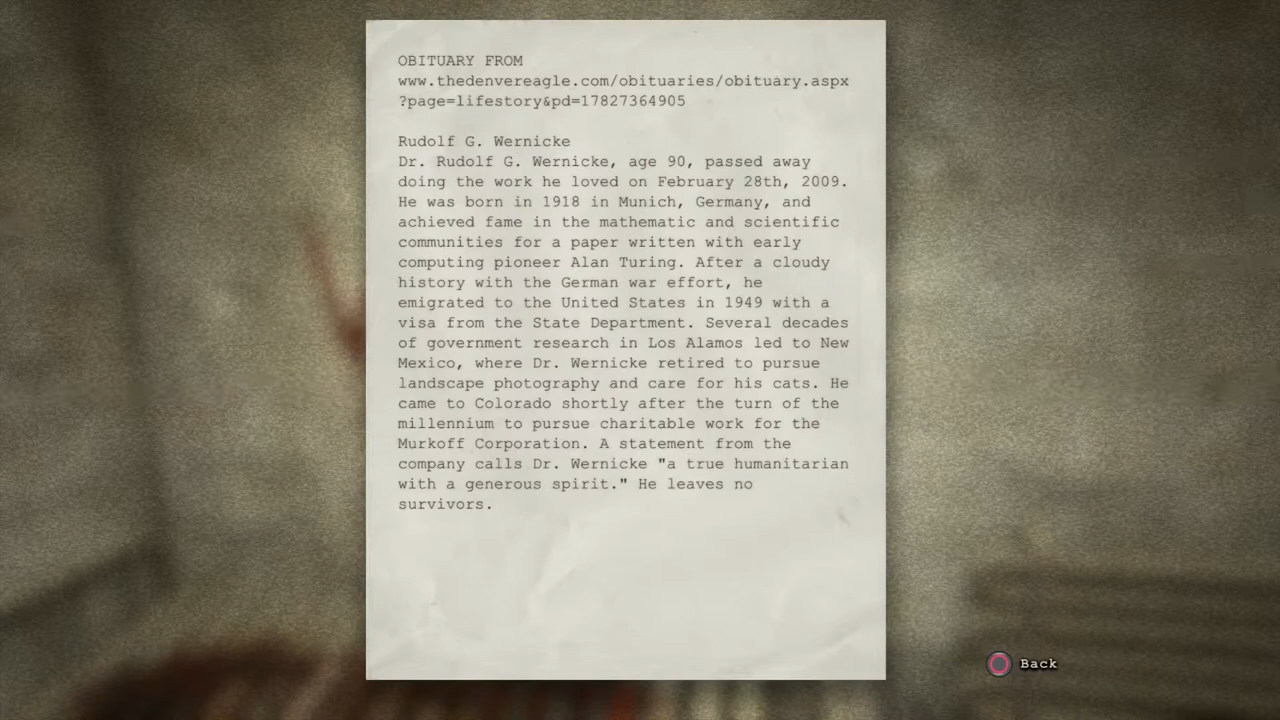 OBITUARY FROM
www.thedenvereagle.com/obituaries/obituary.aspx
?page=lifestory&pd=17827364905
Rudolf G. Wernicke
Dr. Rudolf G. Wernicke, age 90, passed away
doing the work he loved on February 28th, 2009.
He was born in 1918 in Munich, Germany, and
achieved fame in the mathematic and scientific
communities for a paper written with early
computing pioneer Alan Turing. After a cloudy
history with the German war effort, he
emigrated to the United States in 1949 with a
visa from the State Department. Several decades
of government research in Los Alamos led to New
Mexico, where Dr. Wernicke retired to pursue
landscape photography and care for his cats. He
came to Colorado shortly after the turn of the
millennium to pursue charitable work for the
Murkoff Corporation. A statement from the
company calls Dr. Wernicke "a true humanitarian
with a generous spirit." He leaves no
survivors.
Back